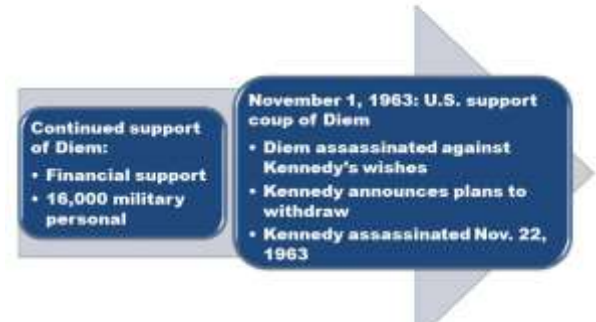 Continued support
of Diem:
• Financial support
• 16,000 military
personal
November 1, 1963: U.S. support
coup of Diem
• Diem assassinated against
Kennedy's wishes
• Kennedy announces plans to
withdraw
• Kennedy assassinated Nov. 22,
1963